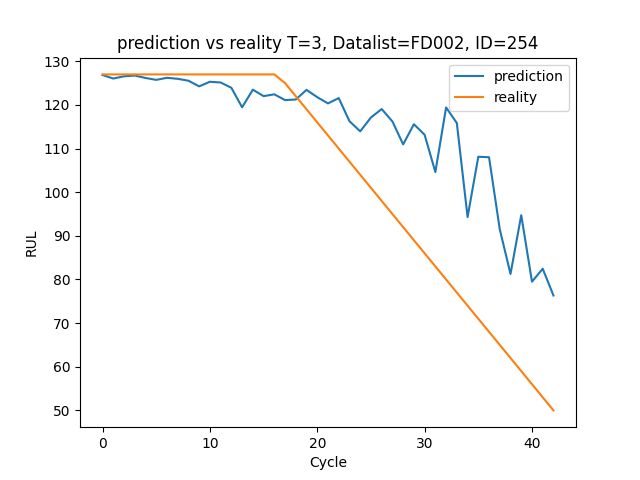 prediction vs reality T=3, Datalist=FD002, ID=254
prediction
reality
130
120
110
100
90
80
70
60
50
RUL
0 10 20 30 40
Cycle